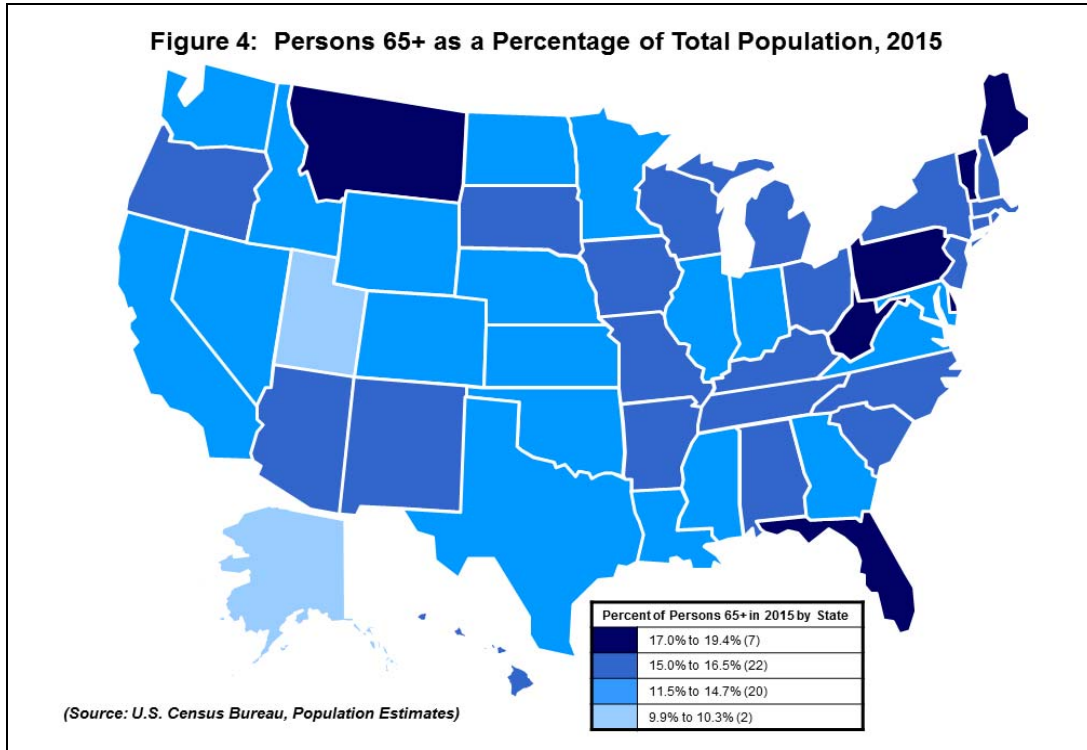 Figure 4: Persons 65+ as a Percentage of Total Population, 2015
Percent of Persons 65+ in 2015 by State
17.0% to 19.4% (7)
15.0% to 16.5% (22)
11.5% to 14.7% (20)
9.9% to 10.3% (2)
(Source: U.S. Census Bureau, Population Estimates)